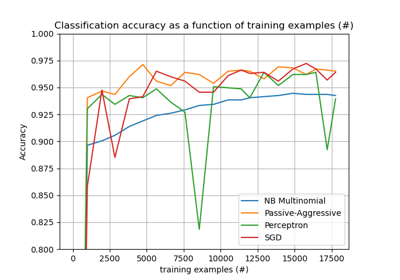 Classification accuracy as a function of training examples (#)
1.000
0.975
0.950
0.925
0.900
0.875
0.850
0.825
0.800
Accuracy
NB Multinomial
Passive-Aggressive
Perceptron
SGD
0 2500 5000 7500 10000 12500 15000 17500
training examples (#)